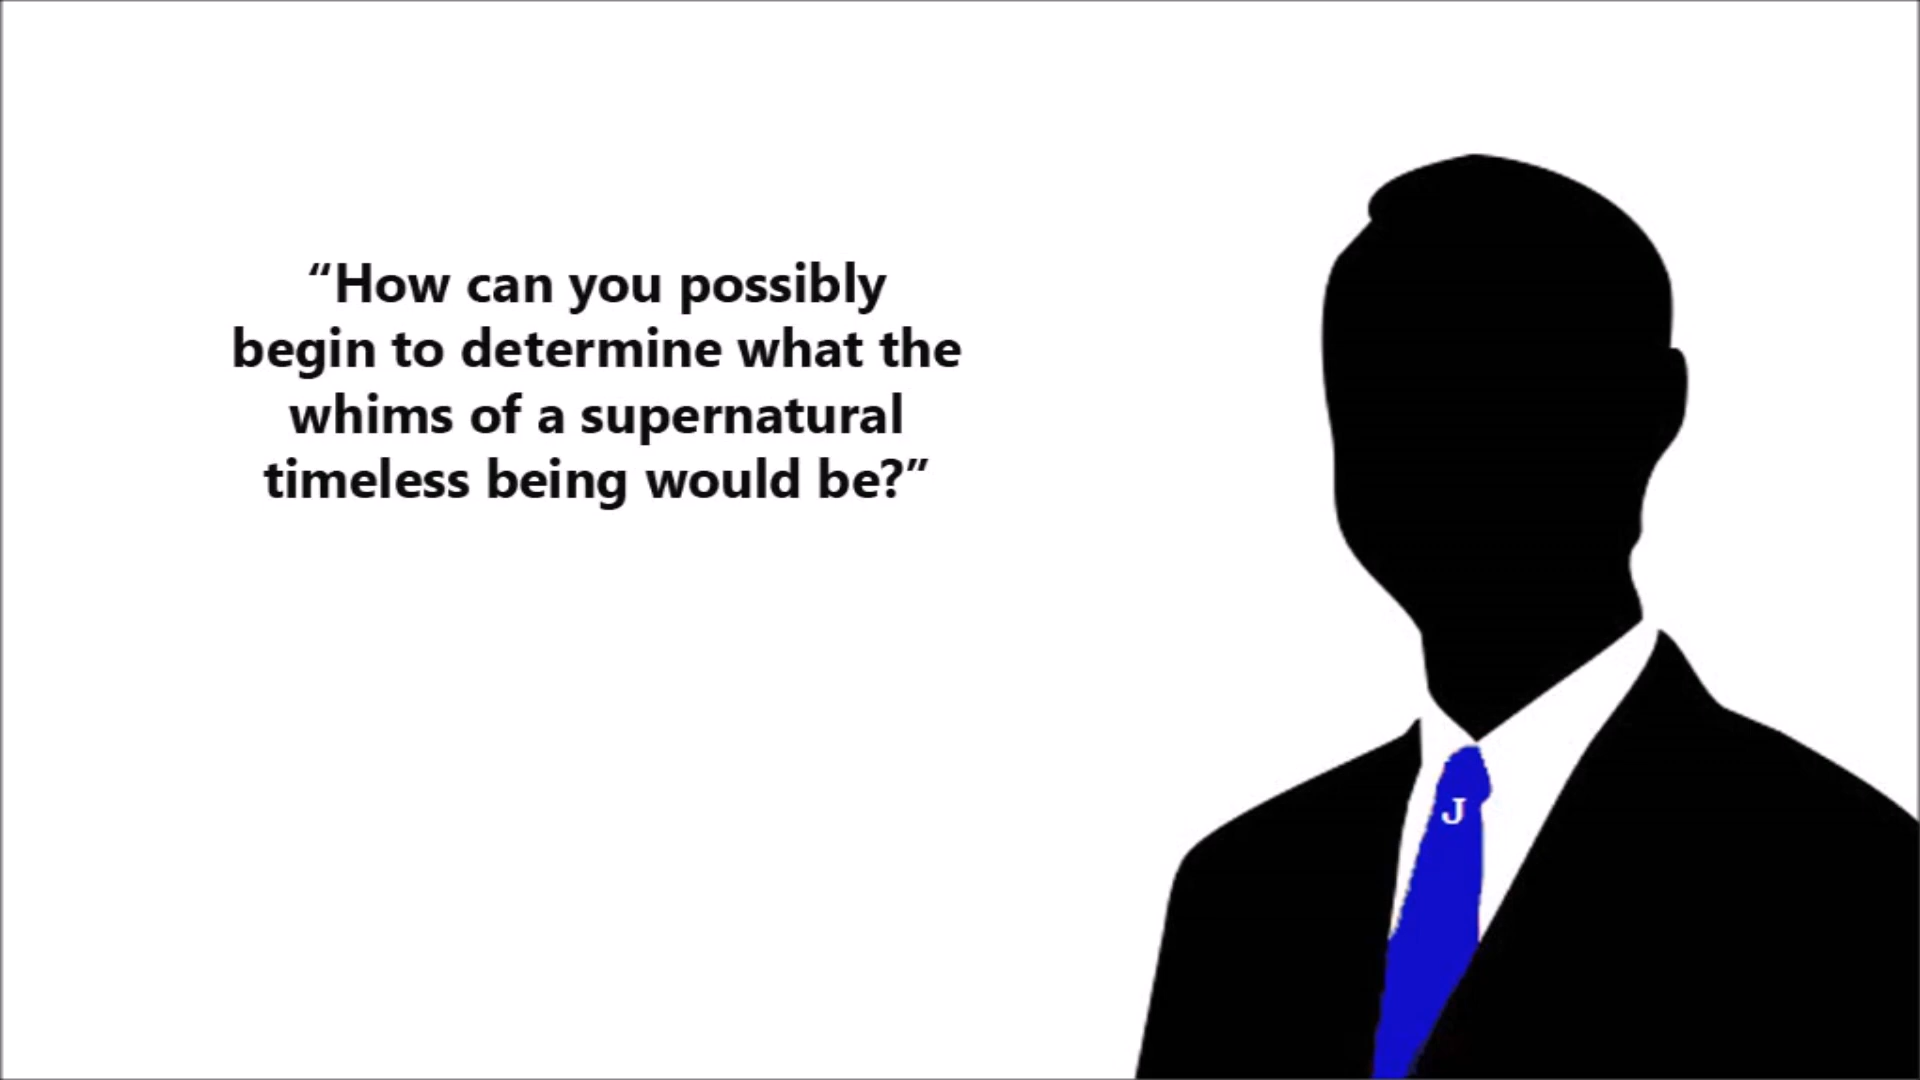 “How can you possibly
begin to determine what the
whims of a supernatural
timeless being would be?”
J